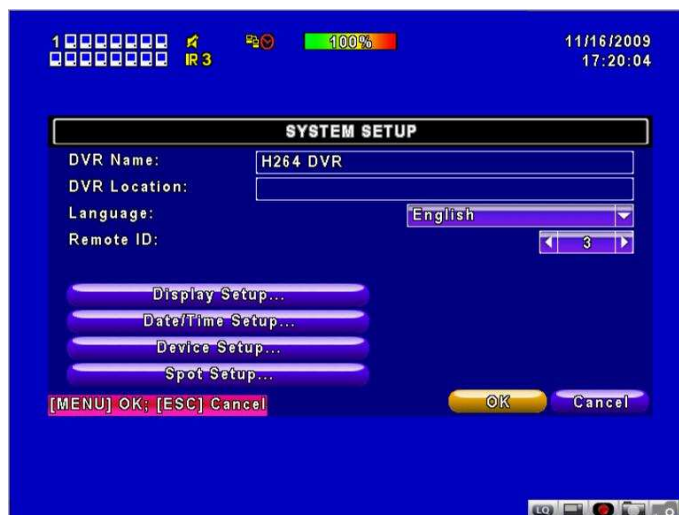 1
100%
11/16/2009
IR3
17:20:04
SYSTEM SETUP
DVR Name: H264 DVR
DVR Location:
Language: English
Remote ID: 3
Display Setup...
Date/Time Setup...
Device Setup...
Spot Setup...
[MENU] OK; [ESC] Cancel
OK
Cancel
LQ